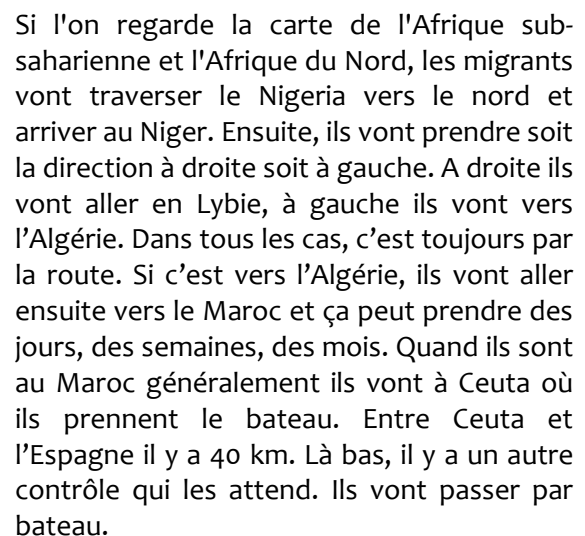 Si l'on regarde la carte de l'Afrique sub-
saharienne et l'Afrique du Nord, les migrants
vont traverser le Nigeria vers le nord et
arriver au Niger. Ensuite, ils vont prendre soit
la direction à droite soit à gauche. A droite ils
vont aller en Lybie, à gauche ils vont vers
l’Algérie. Dans tous les cas, c’est toujours par
la route. Si c’est vers l’Algérie, ils vont aller
ensuite vers le Maroc et ça peut prendre des
jours, des semaines, des mois. Quand ils sont
au Maroc généralement ils vont à Ceuta où
ils prennent le bateau. Entre Ceuta et
l’Espagne il y a 40 km. Là bas, il y a un autre
contrôle qui les attend. Ils vont passer par
bateau.